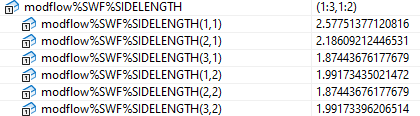 modflow%SWF%SIDELENGTH (1:3,1:2)
modflow%SWF%SIDELENGTH(1,1) 2.57751377120816
modflow%SWF%SIDELENGTH(2,1) 2.18609212446531
modflow%SWF%SIDELENGTH(3,1) 1.87443676177679
modflow%SWF%SIDELENGTH(1,2) 1.99173435021472
modflow%SWF%SIDELENGTH(2,2) 1.87443676177679
modflow%SWF%SIDELENGTH(3,2) 1.99173396206514